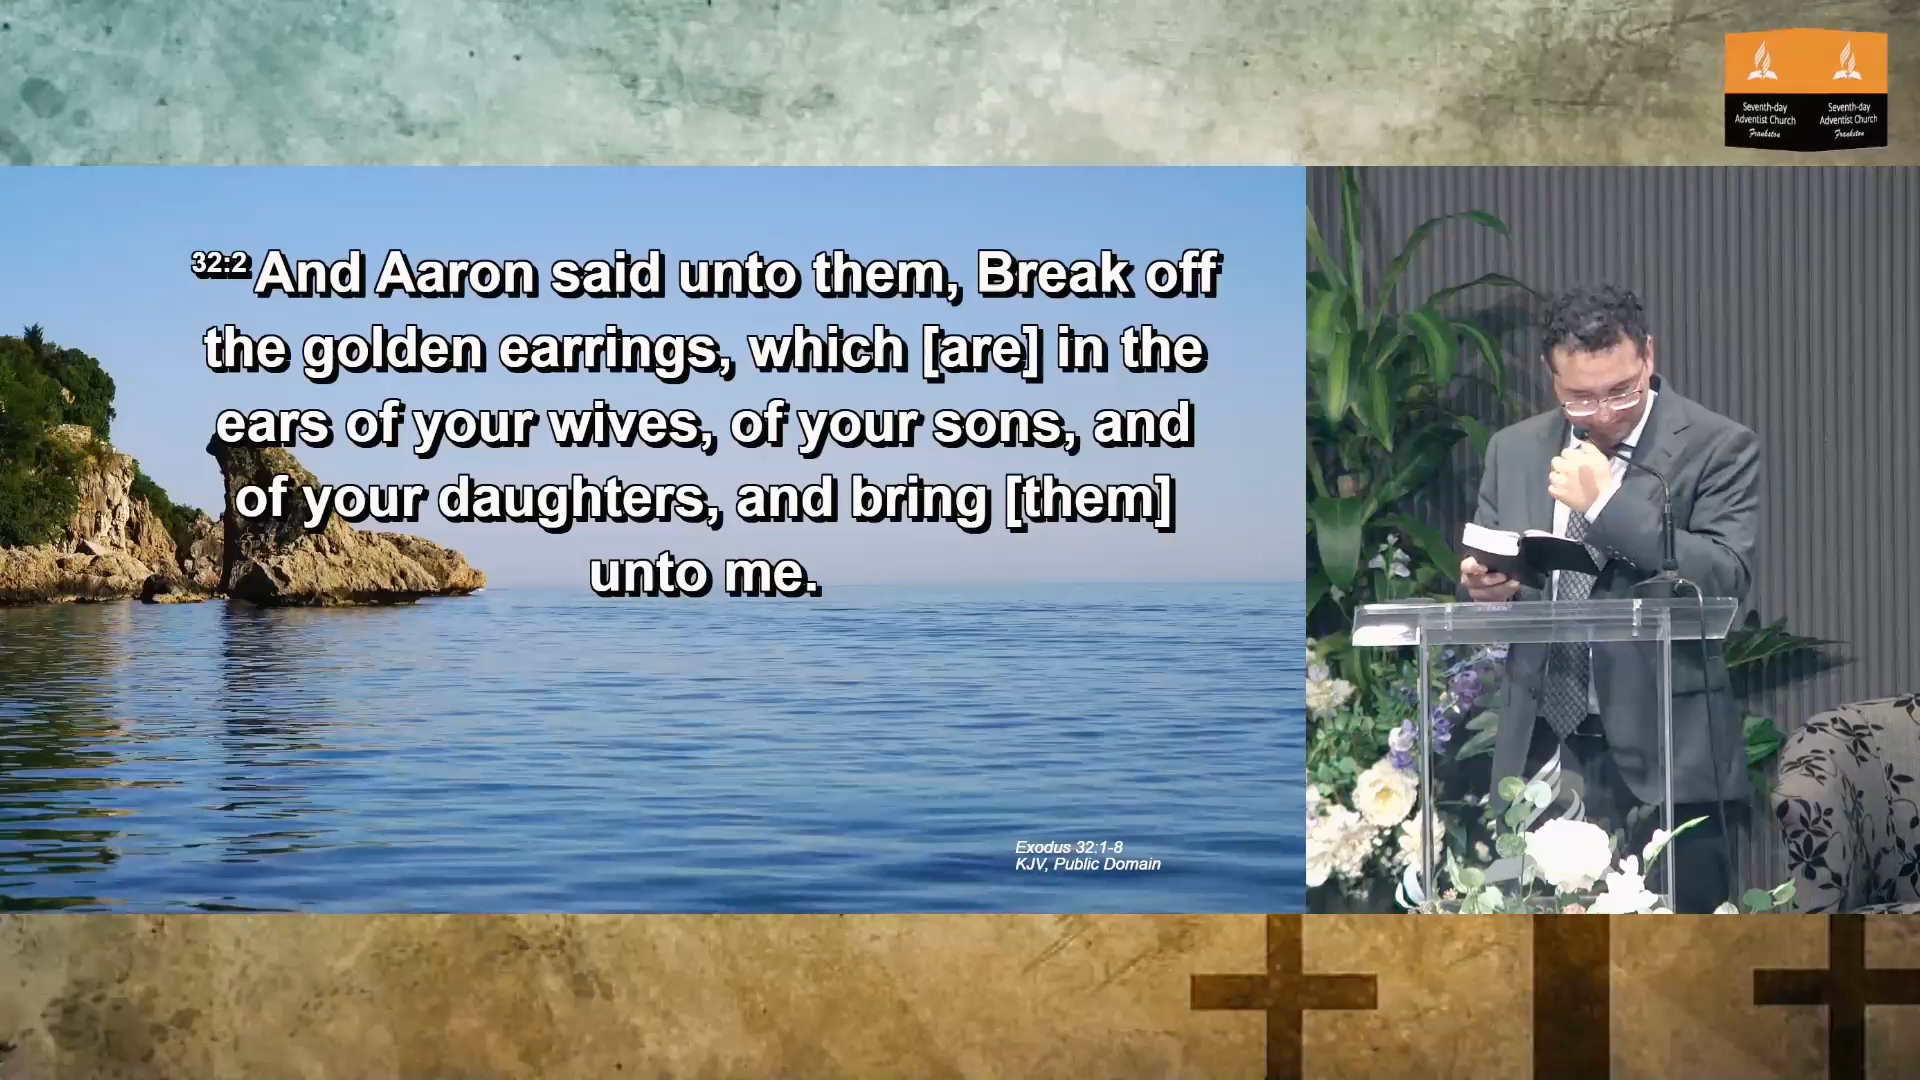 Seventh-day
Adventist Church
Frankston
Seventh-day
Adventist Church
Frankston
32:2 And Aaron said unto them, Break off
the golden earrings, which [are] in the
ears of your wives, of your sons, and
of your daughters, and bring [them]
unto me.
Exodus 32:1-8
KJV, Public Domain